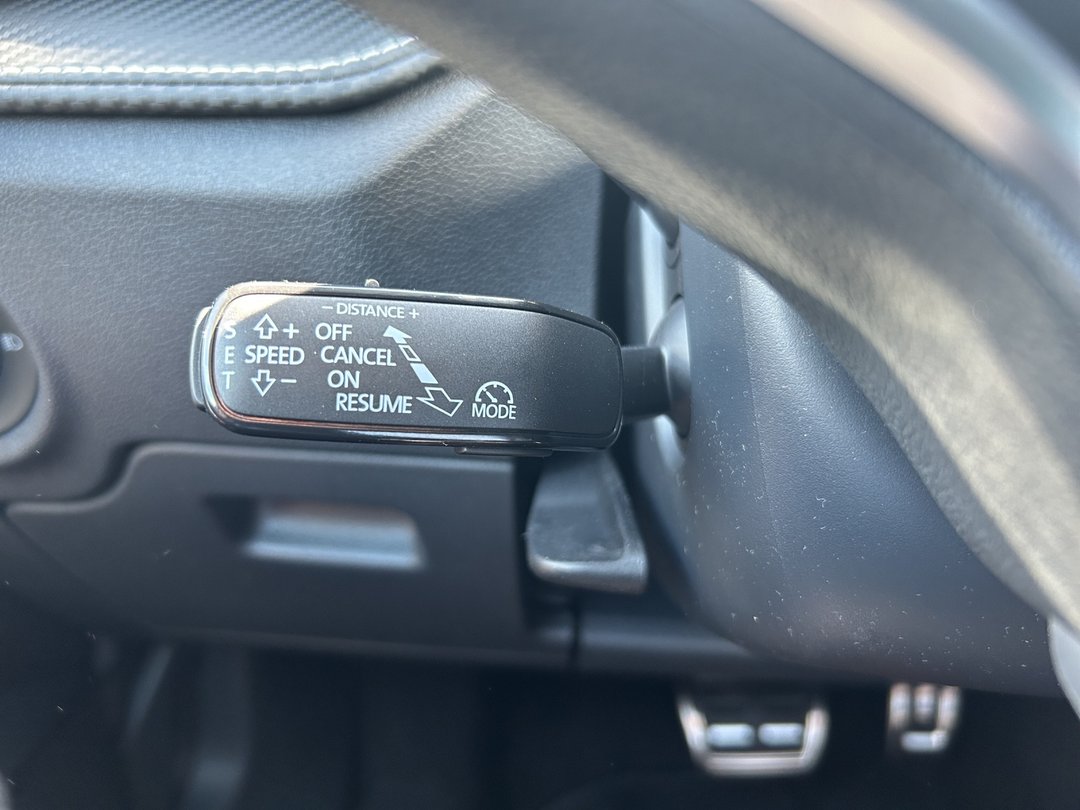 - DISTANCE +
S + OFF
E SPEED CANCEL
T - ON
RESUME
MODE